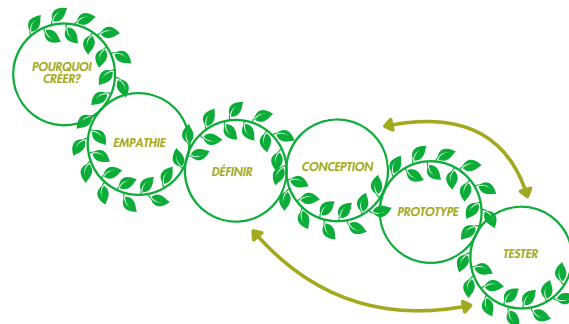 POURQUOI
CRÉER?
EMPATHIE
DÉFINIR
CONCEPTION
PROTOTYPE
TESTER